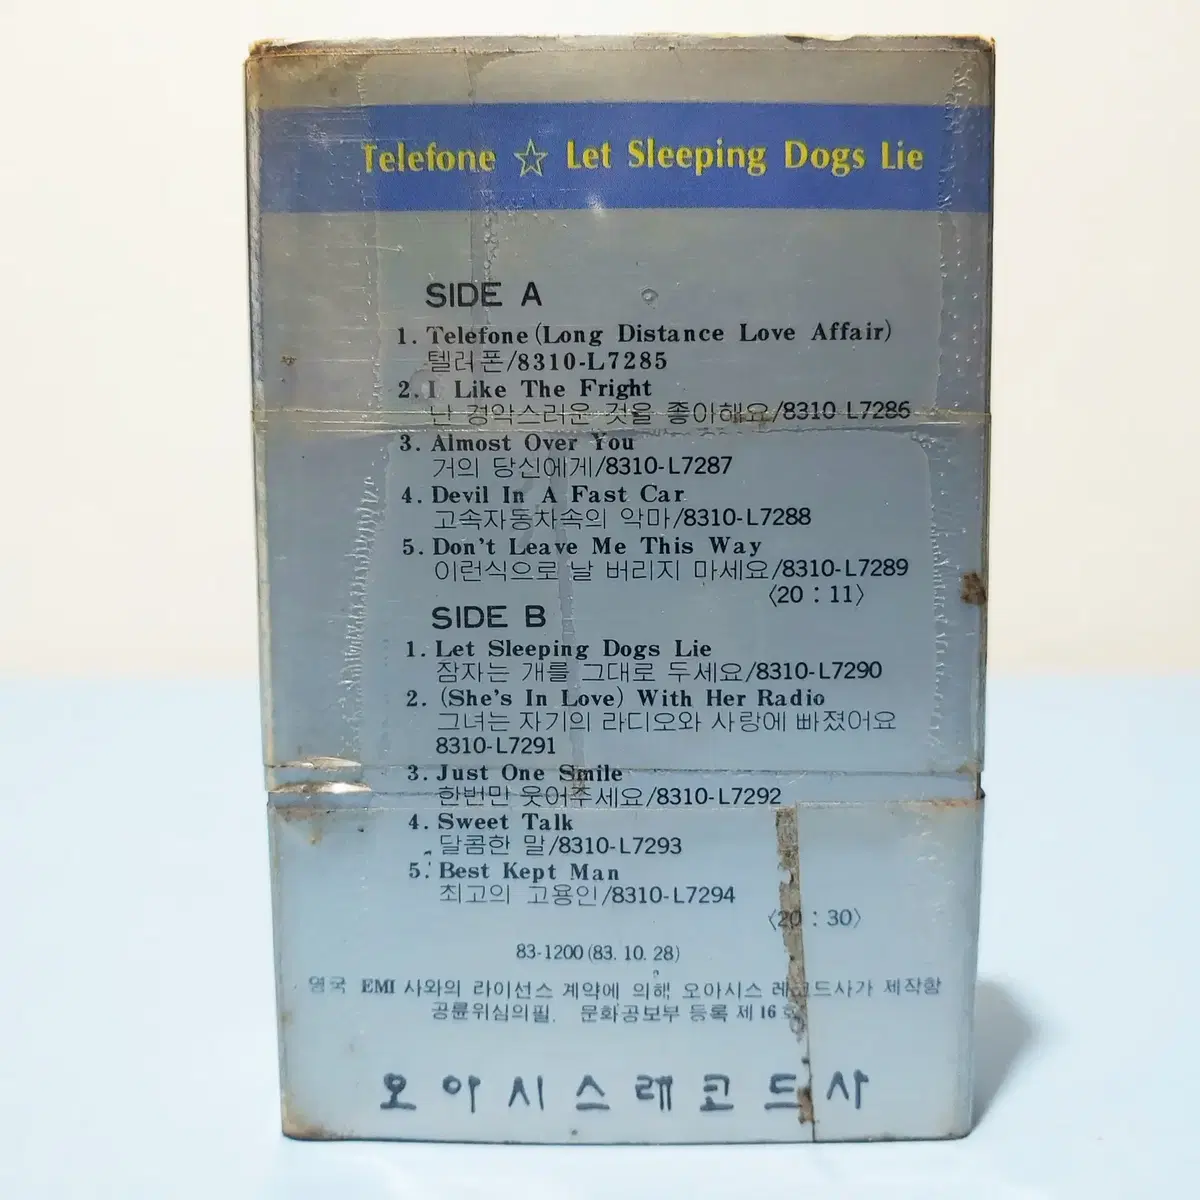 Telefone ☆ Let Sleeping Dogs Lie
SIDE A
1. Telefone (Long Distance Love Affair)
텔러폰/8310-L7285
2. I Like The Fright
난 경악스러운 것을 좋아해요/8310-L7286
3. Almost Over You
거의 당신에게/8310-L7287
4. Devil In A Fast Car
고속자동차속의 악마/8310-L7288
5. Don't Leave Me This Way
이런식으로 날 버리지 마세요/8310-L7289
〈20 : 11〉
SIDE B
1. Let Sleeping Dogs Lie
잠자는 개를 그대로 두세요/8310-L7290
2. (She's In Love) With Her Radio
그녀는 자기의 라디오와 사랑에 빠졌어요
8310-L7291
3. Just One Smile
한번만 웃어주세요/8310-L7292
4. Sweet Talk
달콤한 말/8310-L7293
5. Best Kept Man
최고의 고용인/8310-L7294
〈20 : 30〉
83-1200 (83. 10. 28)
영국 EMI 사와의 라이선스 계약에 의해 오아시스 레코드사가 제작함
공륜위심의필. 문화공보부 등록 제 16 호
오아시스레코드사